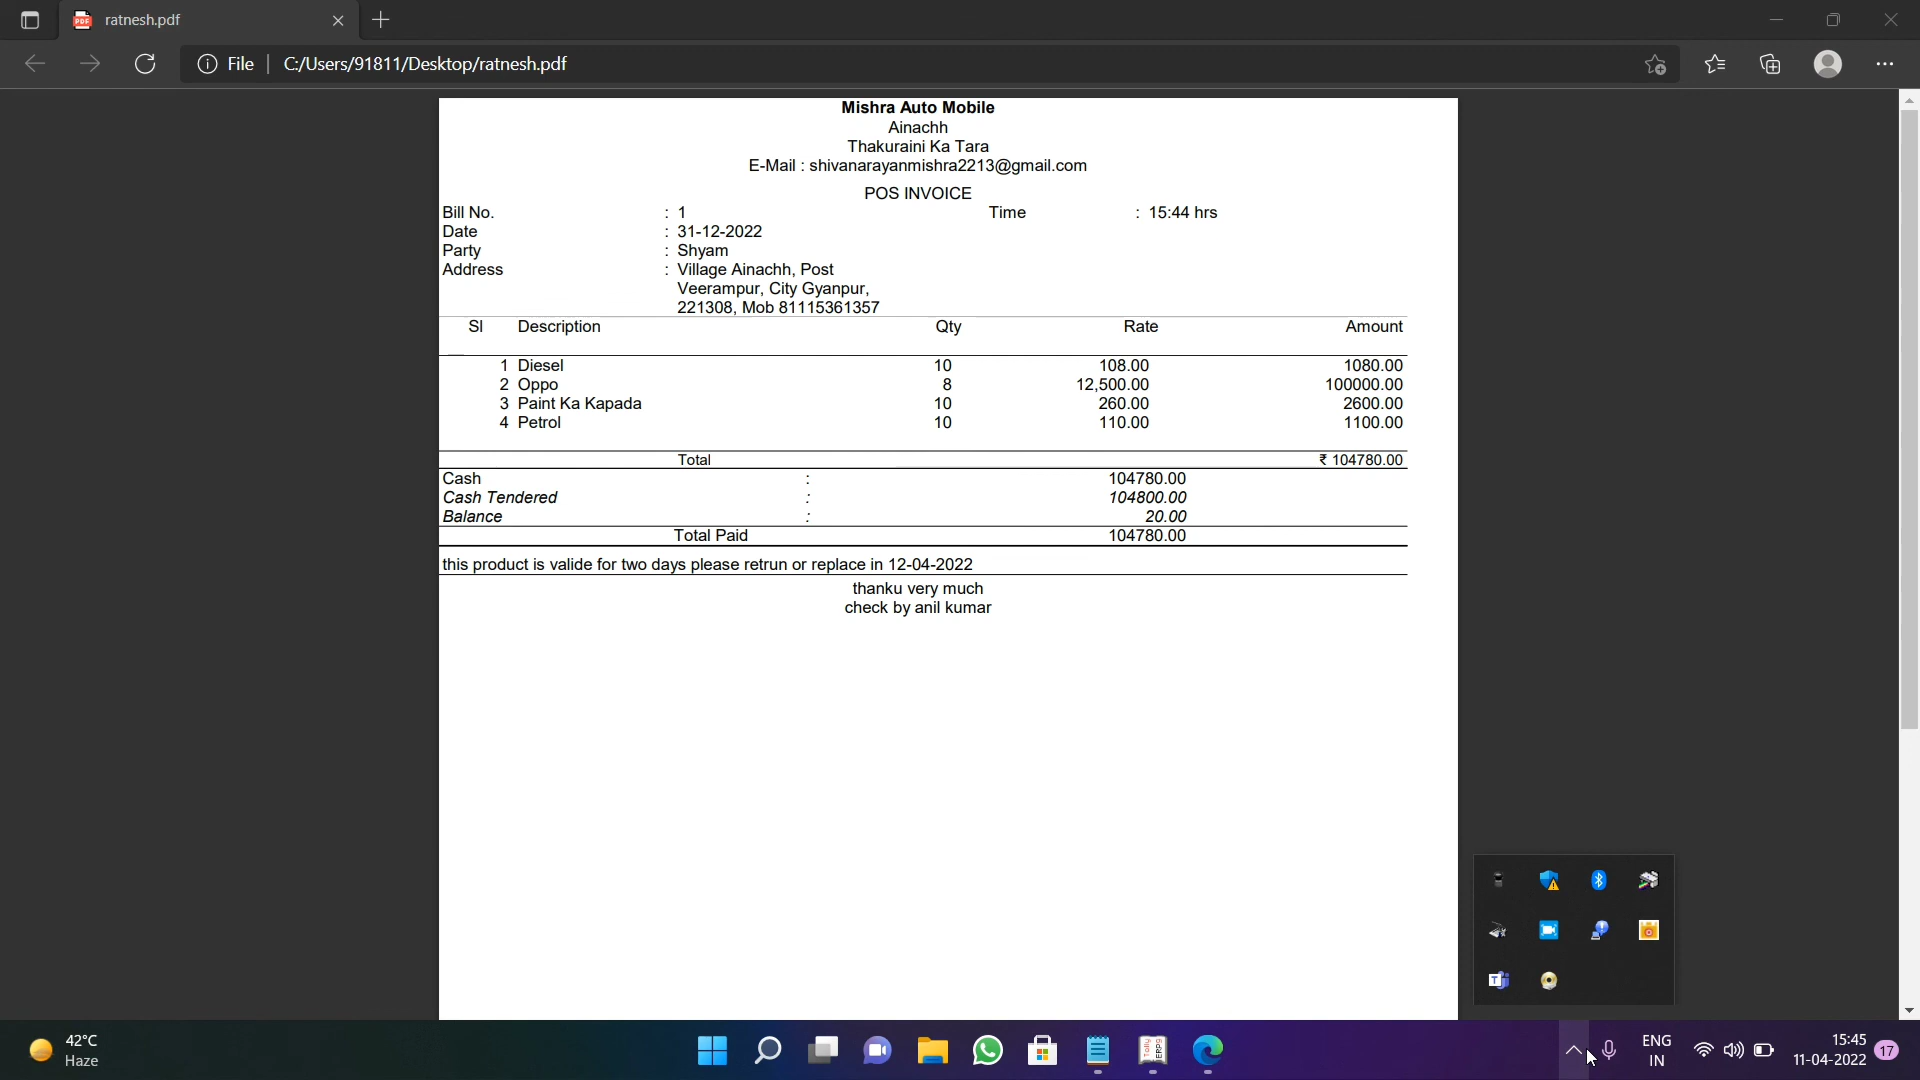 ratnesh.pdf
File C:/Users/91811/Desktop/ratnesh.pdf
Mishra Auto Mobile
Ainachh
Thakuraini Ka Tara
E-Mail : shivanarayanmishra2213@gmail.com
POS INVOICE
Bill No. : 1 Time : 15:44 hrs
Date : 31-12-2022
Party : Shyam
Address : Village Ainachh, Post
Veerampur, City Gyanpur,
221308, Mob 81115361357
Sl Description Qty Rate Amount
1 Diesel 10 108.00 1080.00
2 Oppo 8 12,500.00 100000.00
3 Paint Ka Kapada 10 260.00 2600.00
4 Petrol 10 110.00 1100.00
Total ₹ 104780.00
Cash : 104780.00
Cash Tendered : 104800.00
Balance : 20.00
Total Paid 104780.00
this product is valide for two days please retrun or replace in 12-04-2022
thanku very much
check by anil kumar
42°C
Haze
ENG
IN
15:45
11-04-2022
17